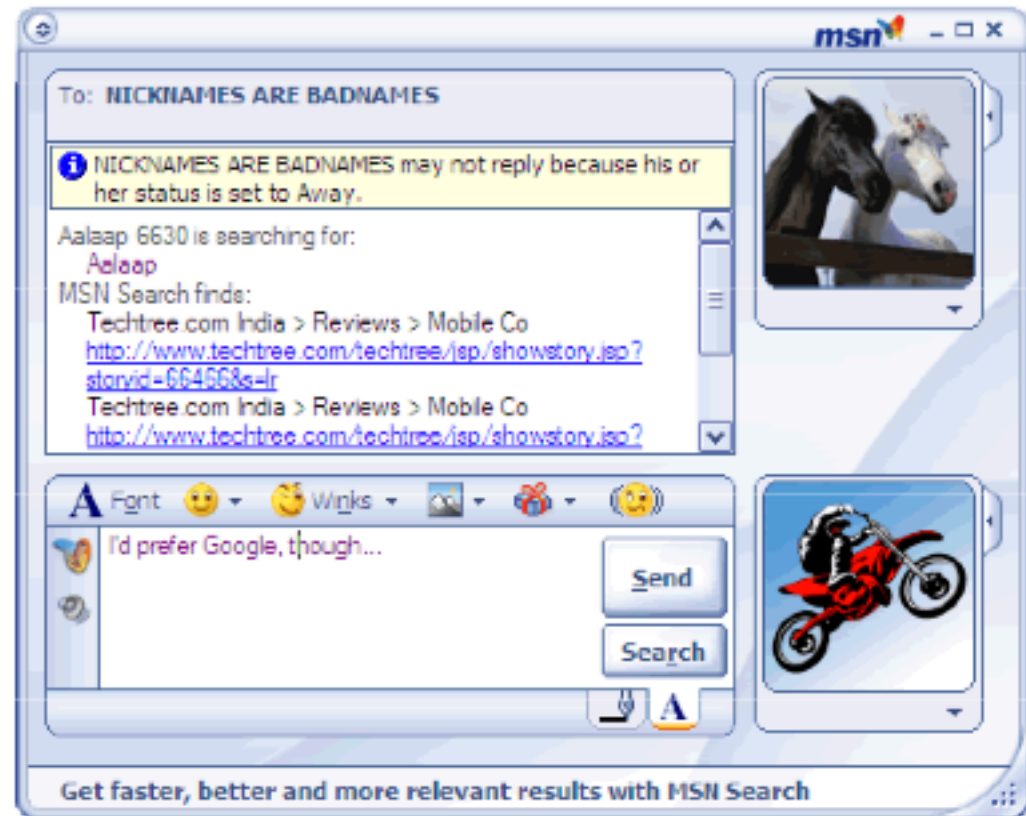 msn
To: NICKNAMES ARE BADNAMES
NICKNAMES ARE BADNAMES may not reply because his or
her status is set to Away.
Aalaap 6630 is searching for:
Aalaap
MSN Search finds:
Techtree.com India > Reviews > Mobile Co
http://www.techtree.com/techtree/jsp/showstory.jsp?
storyid=66466&s=lr
Techtree.com India > Reviews > Mobile Co
http://www.techtree.com/techtree/jsp/showstory.jsp?
A Font Winks
I'd prefer Google, though...
Send
Search
A
Get faster, better and more relevant results with MSN Search